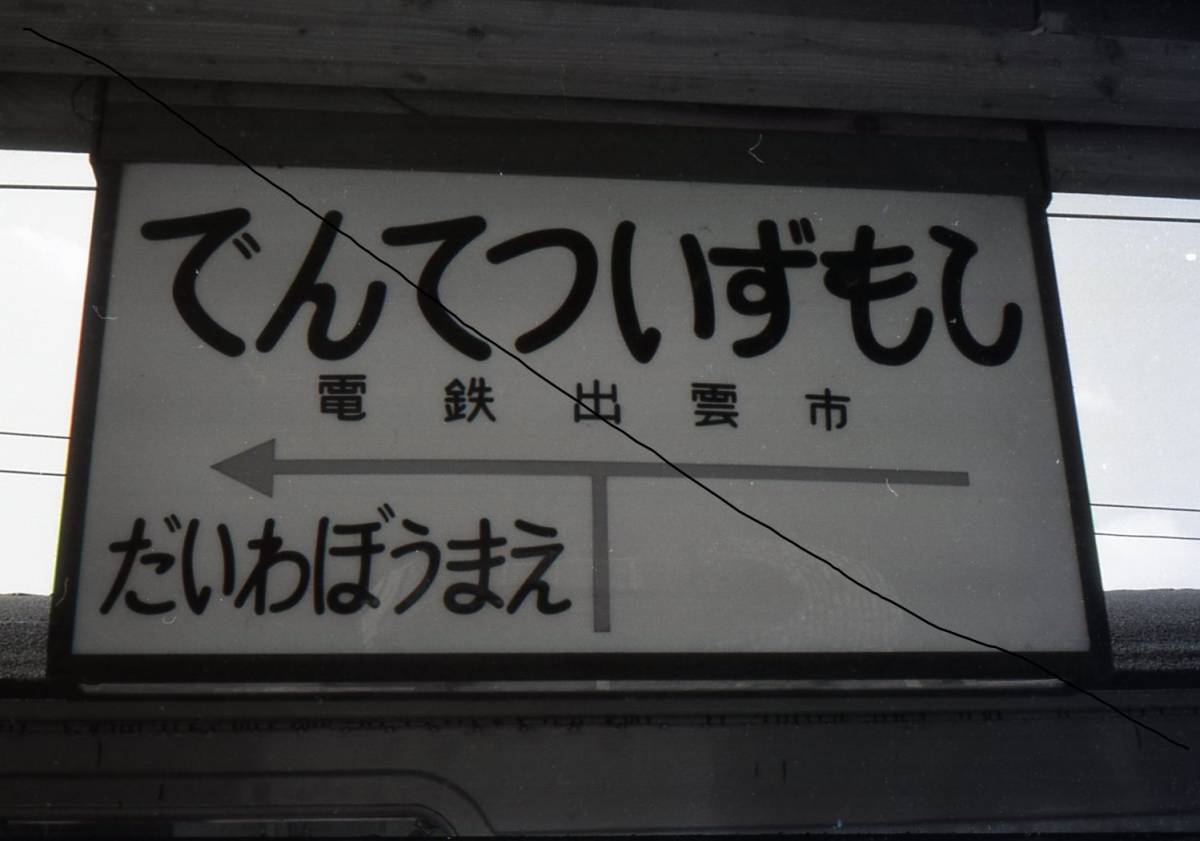 でんてついずもし
電鉄出雲市
だいわぼうまえ